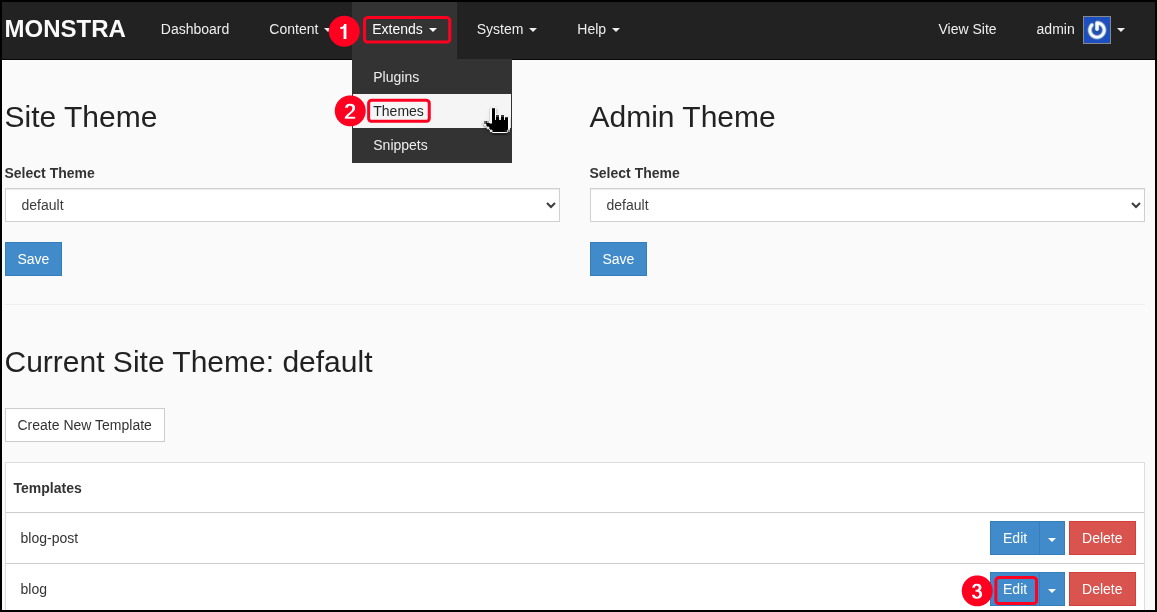 MONSTRA Dashboard Content 1 Extends System Help View Site admin
Plugins
2 Themes
Snippets
Site Theme Admin Theme
Select Theme Select Theme
default default
Save Save
Current Site Theme: default
Create New Template
Templates
blog-post Edit Delete
blog 3 Edit Delete